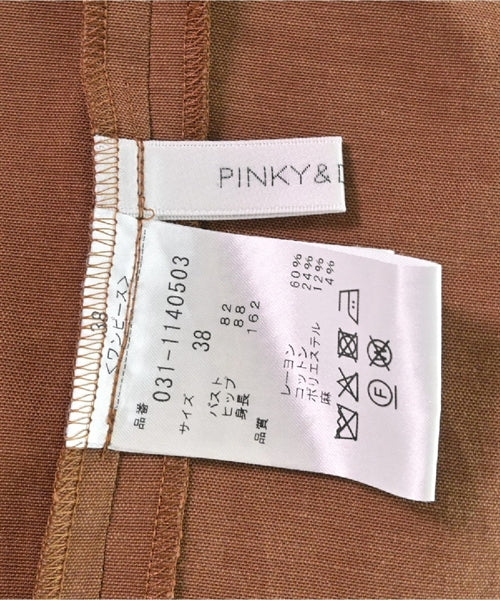 PINKY&D
38
<ワンピース>
品番 031-1140503
サイズ 38
バスト 82
ヒップ 88
身長 162
品質
レーヨン 60%
コットン 24%
ポリエステル 12%
麻 4%
F